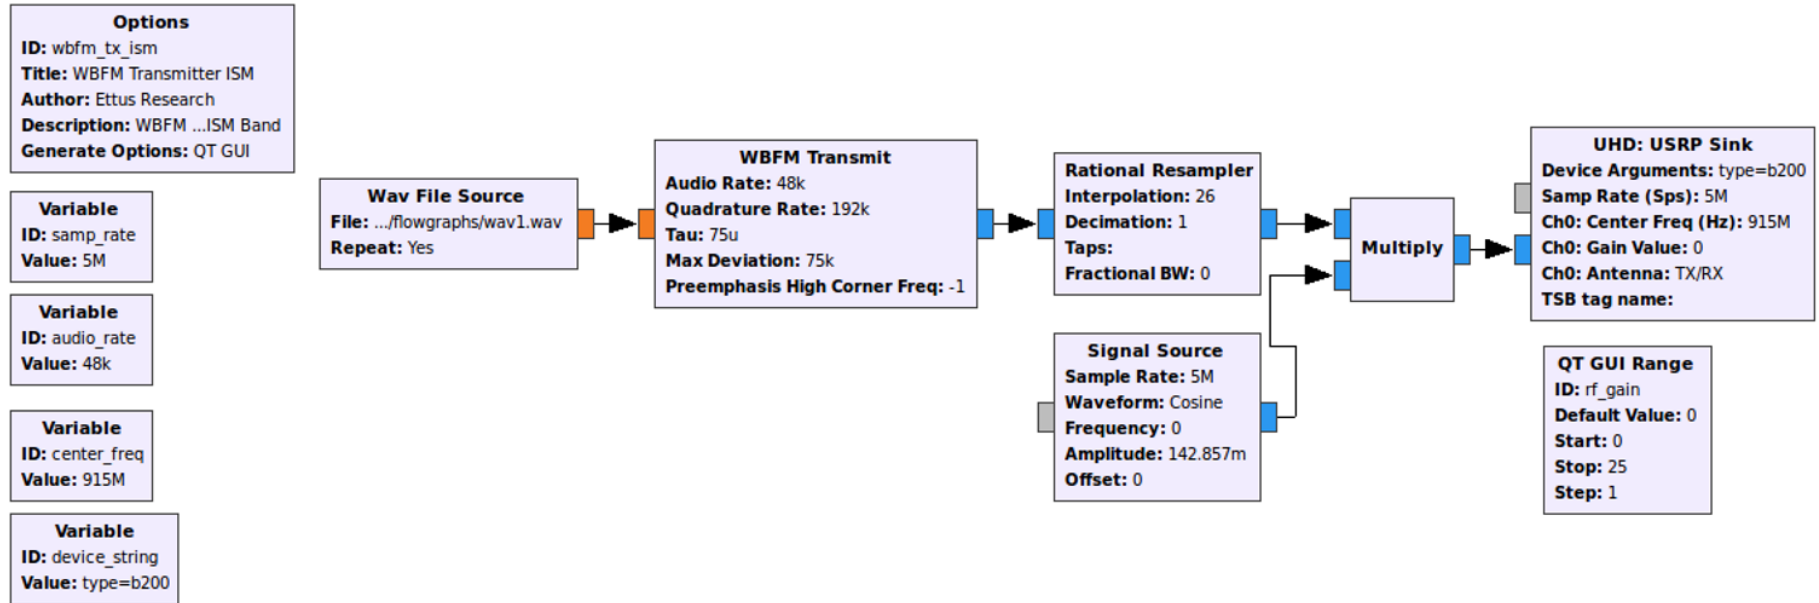 Options
ID: wbfm_tx_ism
Title: WBFM Transmitter ISM
Author: Ettus Research
Description: WBFM ...ISM Band
Generate Options: QT GUI
Variable
ID: samp_rate
Value: 5M
Variable
ID: audio_rate
Value: 48k
Variable
ID: center_freq
Value: 915M
Variable
ID: device_string
Value: type=b200
Wav File Source
File: .../flowgraphs/wav1.wav
Repeat: Yes
WBFM Transmit
Audio Rate: 48k
Quadrature Rate: 192k
Tau: 75u
Max Deviation: 75k
Preemphasis High Corner Freq: -1
Rational Resampler
Interpolation: 26
Decimation: 1
Taps:
Fractional BW: 0
Signal Source
Sample Rate: 5M
Waveform: Cosine
Frequency: 0
Amplitude: 142.857m
Offset: 0
Multiply
UHD: USRP Sink
Device Arguments: type=b200
Samp Rate (Sps): 5M
Ch0: Center Freq (Hz): 915M
Ch0: Gain Value: 0
Ch0: Antenna: TX/RX
TSB tag name:
QT GUI Range
ID: rf_gain
Default Value: 0
Start: 0
Stop: 25
Step: 1